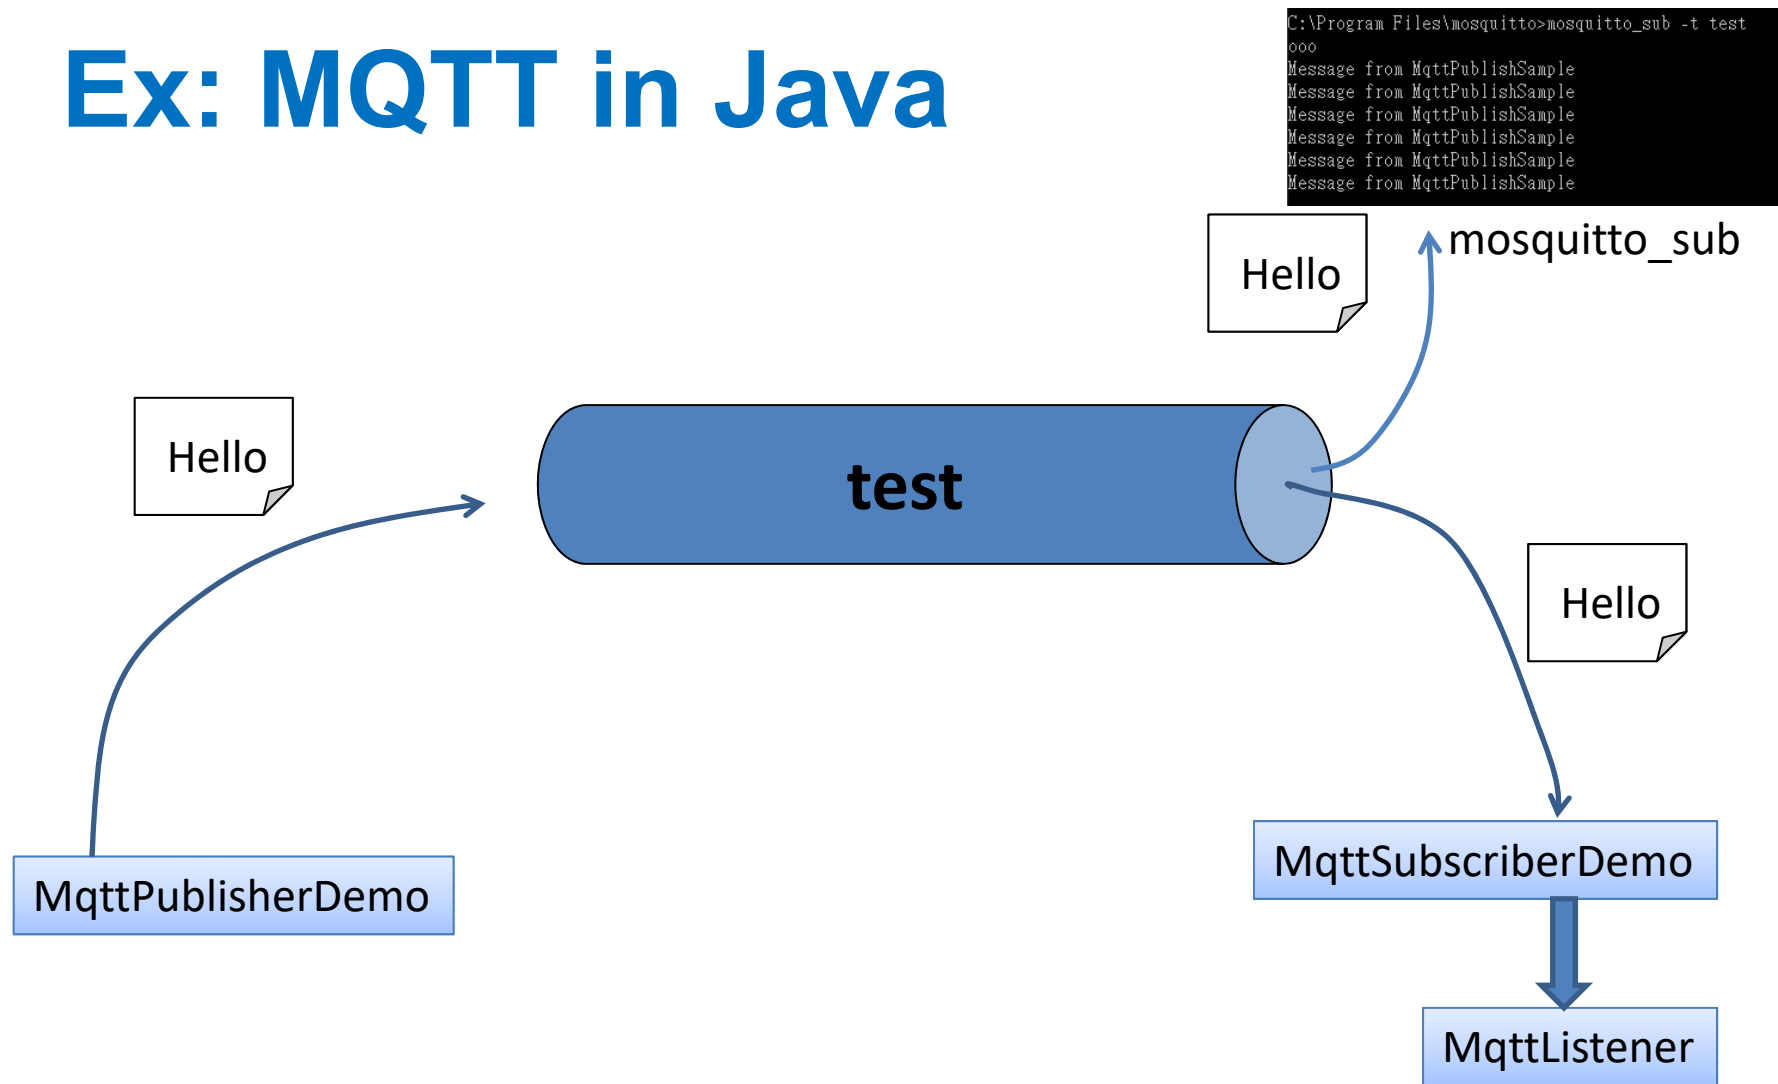 Ex: MQTT in Java
C:\Program Files\mosquitto>mosquitto_sub -t test
ooo
Message from MqttPublishSample
Message from MqttPublishSample
Message from MqttPublishSample
Message from MqttPublishSample
Message from MqttPublishSample
Message from MqttPublishSample
mosquitto_sub
Hello
Hello
test
Hello
MqttPublisherDemo
MqttSubscriberDemo
MqttListener